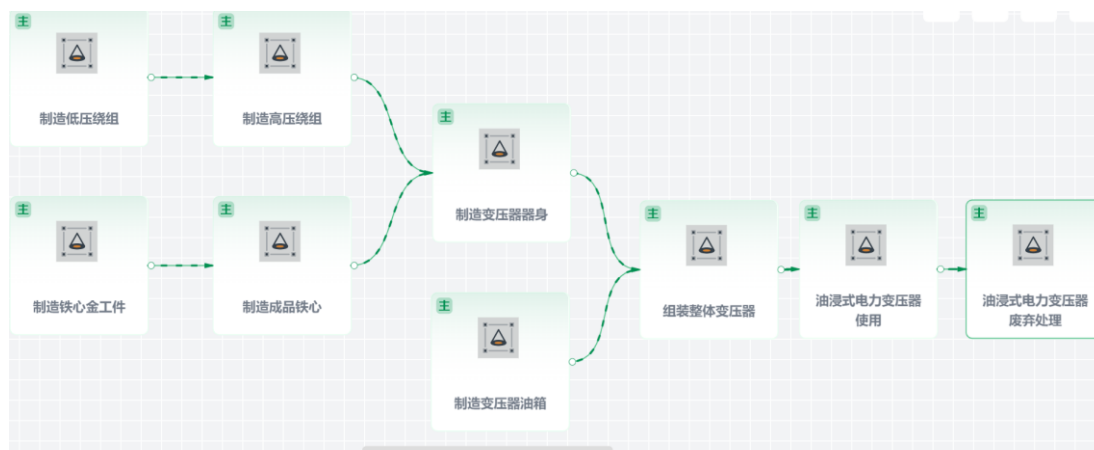 主
主
制造低压绕组
制造高压绕组
主
制造变压器器身
主
主
制造铁心金工件
制造成品铁心
主
主
主
组装整体变压器
油浸式电力变压器
使用
油浸式电力变压器
废弃处理
主
制造变压器油箱